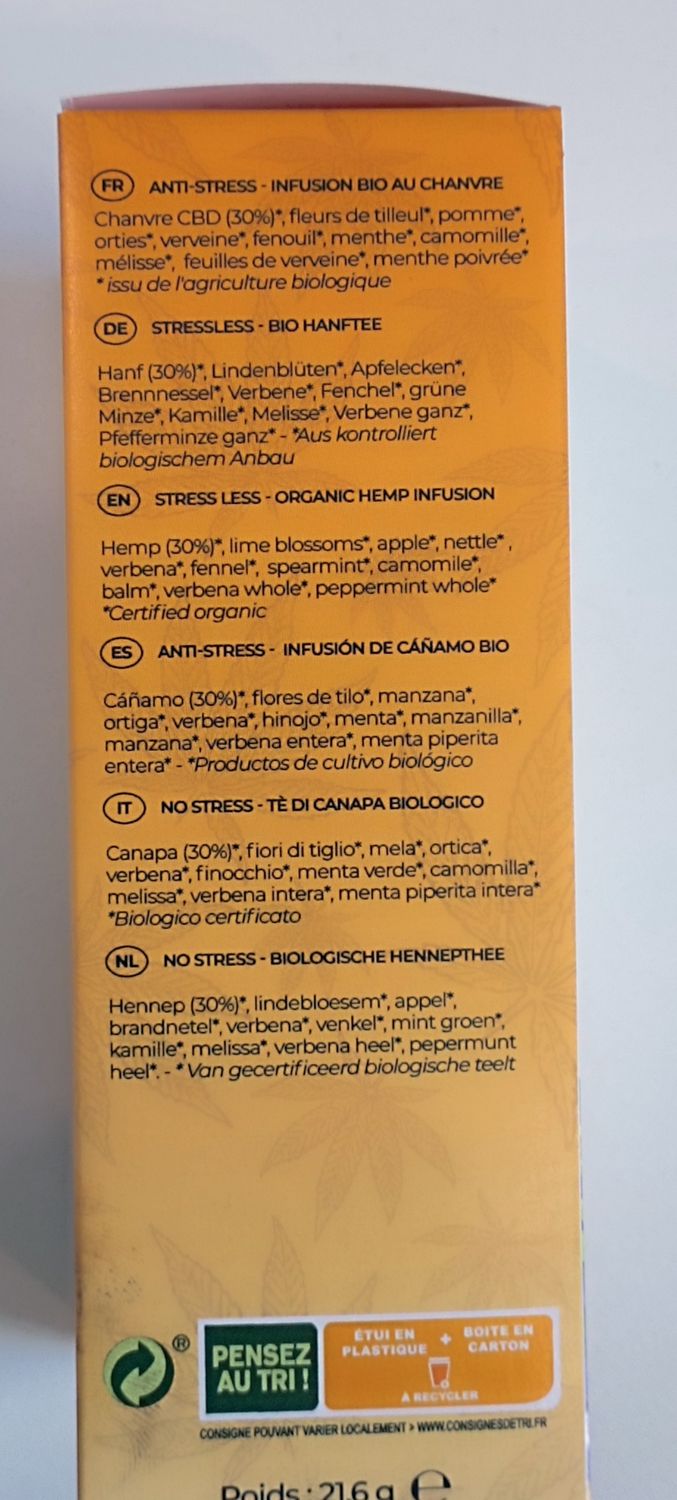 FR ANTI-STRESS - INFUSION BIO AU CHANVRE
Chanvre CBD (30%)*, fleurs de tilleul*, pomme*,
orties*, verveine*, fenouil*, menthe*, camomille*,
mélisse*, feuilles de verveine*, menthe poivrée*
* issu de l'agriculture biologique
DE STRESSLESS - BIO HANFTEE
Hanf (30%)*, Lindenblüten*, Apfelecken*,
Brennnessel*, Verbene*, Fenchel*, grüne
Minze*, Kamille*, Melisse*, Verbene ganz*,
Pfefferminze ganz* - *Aus kontrolliert
biologischem Anbau
EN STRESS LESS - ORGANIC HEMP INFUSION
Hemp (30%)*, lime blossoms*, apple*, nettle* ,
verbena*, fennel*, spearmint*, camomile*,
balm*, verbena whole*, peppermint whole*
*Certified organic
ES ANTI-STRESS - INFUSIÓN DE CÁÑAMO BIO
Cáñamo (30%)*, flores de tilo*, manzana*,
ortiga*, verbena*, hinojo*, menta*, manzanilla*,
manzana*, verbena entera*, menta piperita
entera* - *Productos de cultivo biológico
IT NO STRESS - TÈ DI CANAPA BIOLOGICO
Canapa (30%)*, fiori di tiglio*, mela*, ortica*,
verbena*, finocchio*, menta verde*, camomilla*,
melissa*, verbena intera*, menta piperita intera*
*Biologico certificato
NL NO STRESS - BIOLOGISCHE HENNEPTHEE
Hennep (30%)*, lindebloesem*, appel*,
brandnetel*, verbena*, venkel*, mint groen*,
kamille*, melissa*, verbena heel*, pepermunt
heel*. - * Van gecertificeerd biologische teelt
®
PENSEZ
AU TRI !
ÉTUI EN
PLASTIQUE
+
BOITE EN
CARTON
À RECYCLER
CONSIGNE POUVANT VARIER LOCALEMENT > WWW.CONSIGNESDETRI.FR
Poids : 21,6 g ℮